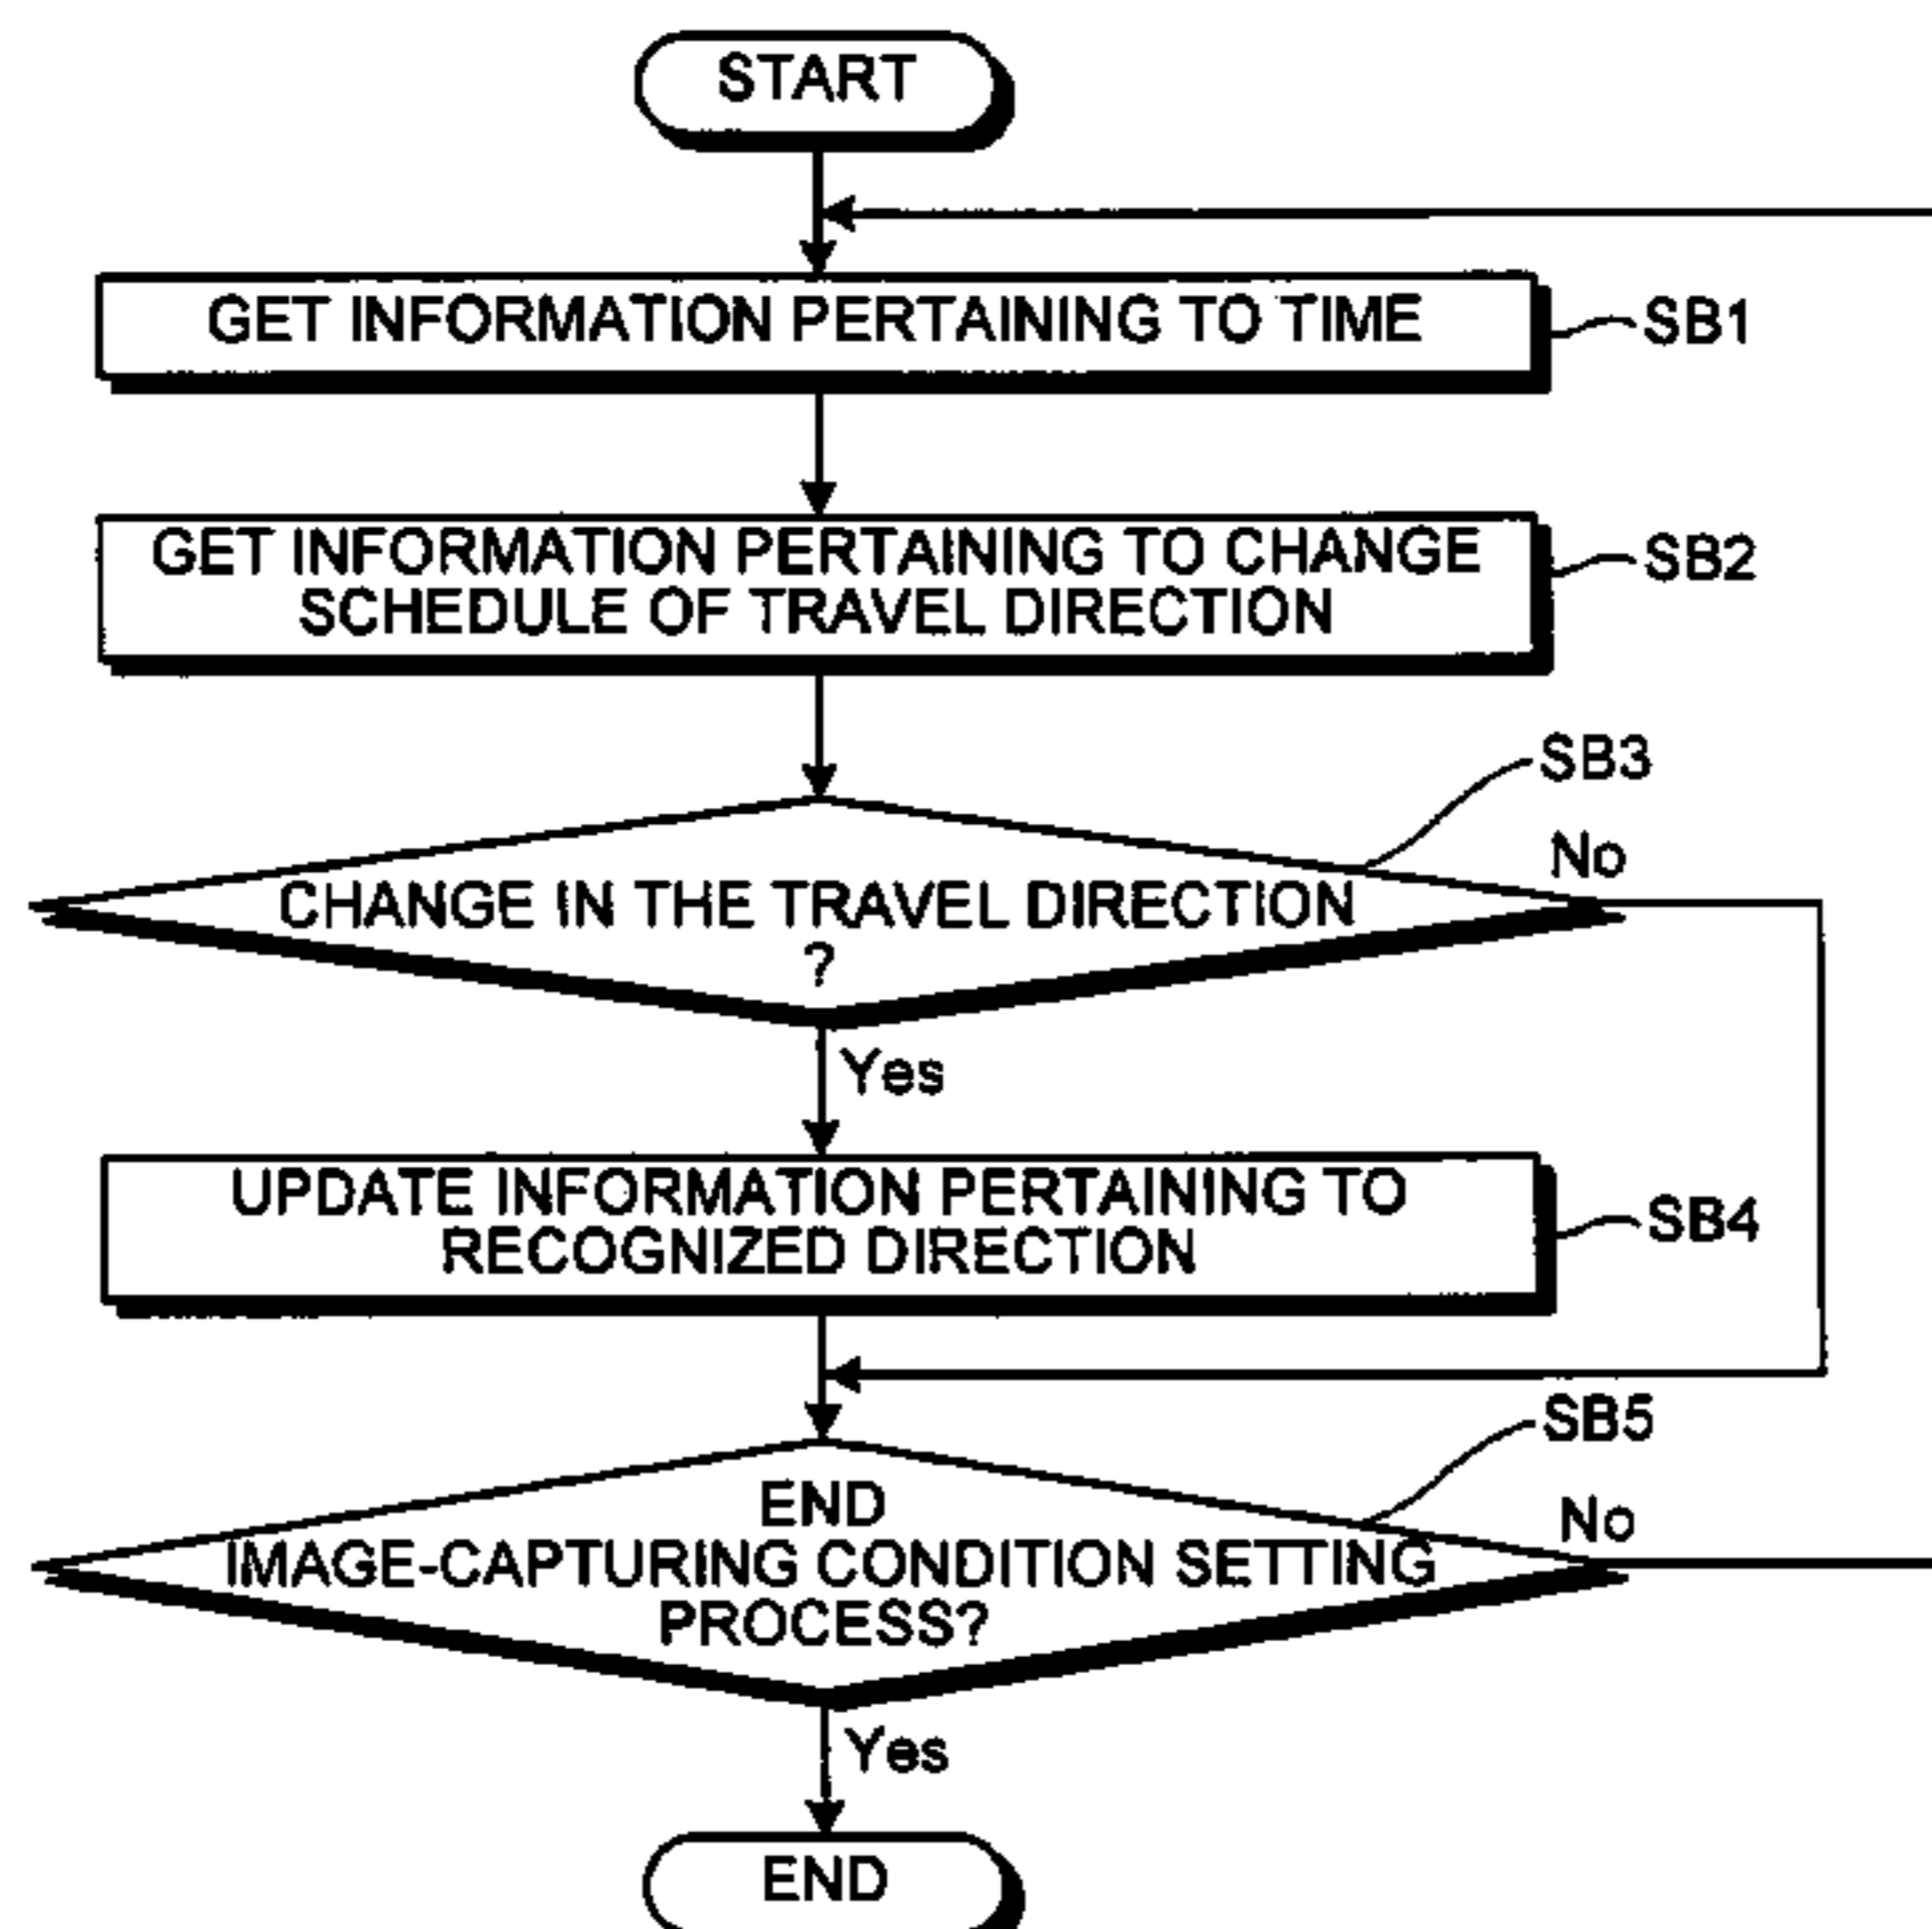 START
GET INFORMATION PERTAINING TO TIME
SB1
GET INFORMATION PERTAINING TO CHANGE
SCHEDULE OF TRAVEL DIRECTION
SB2
SB3
No
CHANGE IN THE TRAVEL DIRECTION
?
Yes
UPDATE INFORMATION PERTAINING TO
RECOGNIZED DIRECTION
SB4
SB5
No
END
IMAGE-CAPTURING CONDITION SETTING
PROCESS?
Yes
END